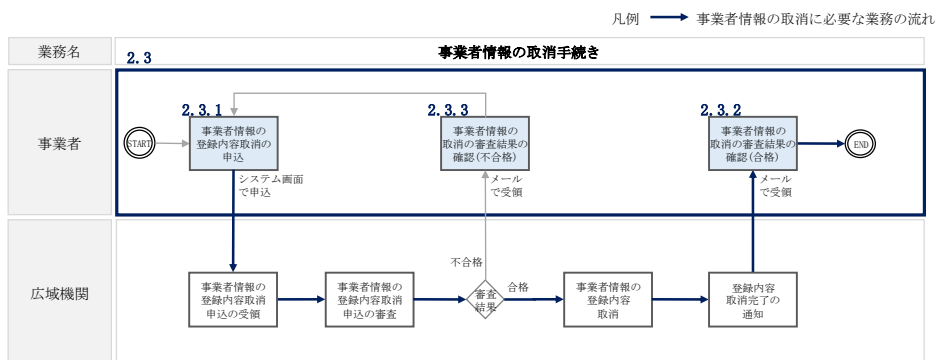 凡例 事業者情報の取消に必要な業務の流れ
業務名
2.3
事業者情報の取消手続き
事業者
START
2.3.1
事業者情報の
登録内容取消の
申込
2.3.3
事業者情報の
取消の審査結果の
確認(不合格)
2.3.2
事業者情報の
取消の審査結果の
確認(合格)
END
システム画面
で申込
メール
で受領
メール
で受領
広域機関
事業者情報の
登録内容取消
申込の受領
事業者情報の
登録内容取消
申込の審査
不合格
審査
結果
合格
事業者情報の
登録内容
取消
登録内容
取消完了の
通知